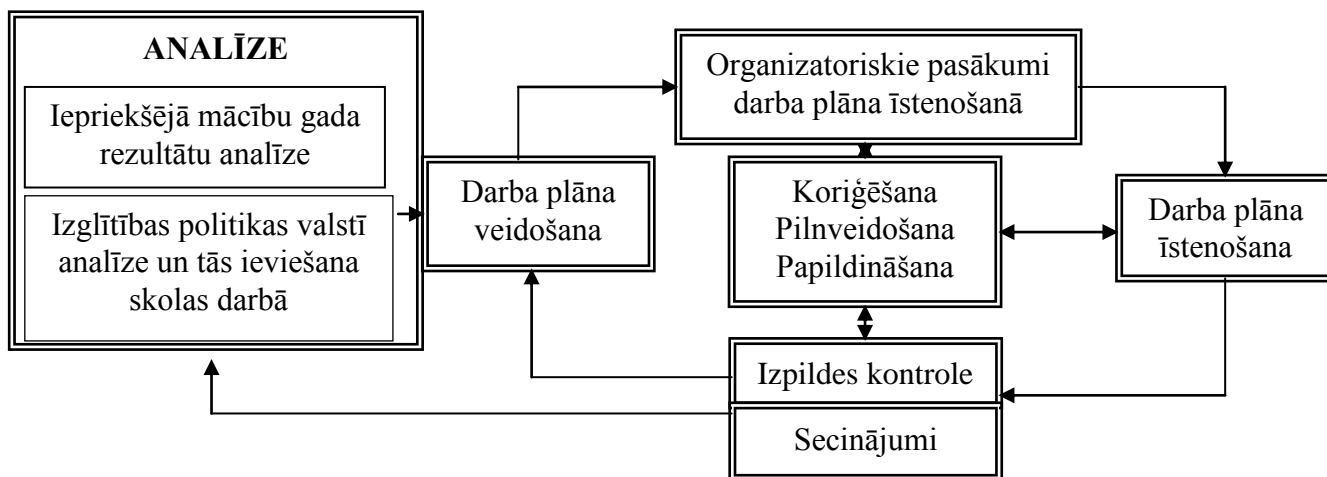 ANALĪZE
Iepriekšējā mācību gada
rezultātu analīze
Izglītības politikas valstī
analīze un tās ieviešana
skolas darbā
Darba plāna
veidošana
Organizatoriskie pasākumi
darba plāna īstenošanā
Koriģēšana
Pilnveidošana
Papildināšana
Darba plāna
īstenošana
Izpildes kontrole
Secinājumi